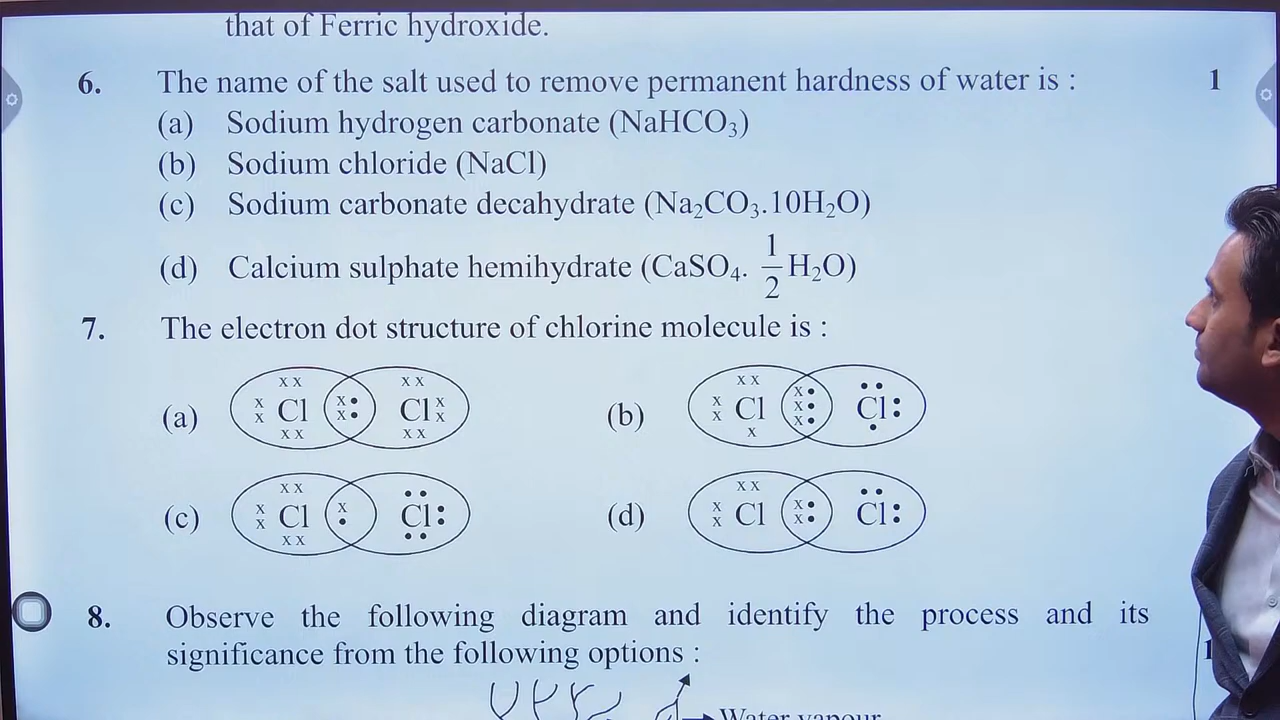 that of Ferric hydroxide.
6. The name of the salt used to remove permanent hardness of water is : 1
(a) Sodium hydrogen carbonate (NaHCO₃)
(b) Sodium chloride (NaCl)
(c) Sodium carbonate decahydrate (Na₂CO₃.10H₂O)
(d) Calcium sulphate hemihydrate (CaSO₄. 1/2 H₂O)
7. The electron dot structure of chlorine molecule is :
(a) Cl Cl (b) Cl Cl
(c) Cl Cl (d) Cl Cl
8. Observe the following diagram and identify the process and its
significance from the following options : 1
Water vapour